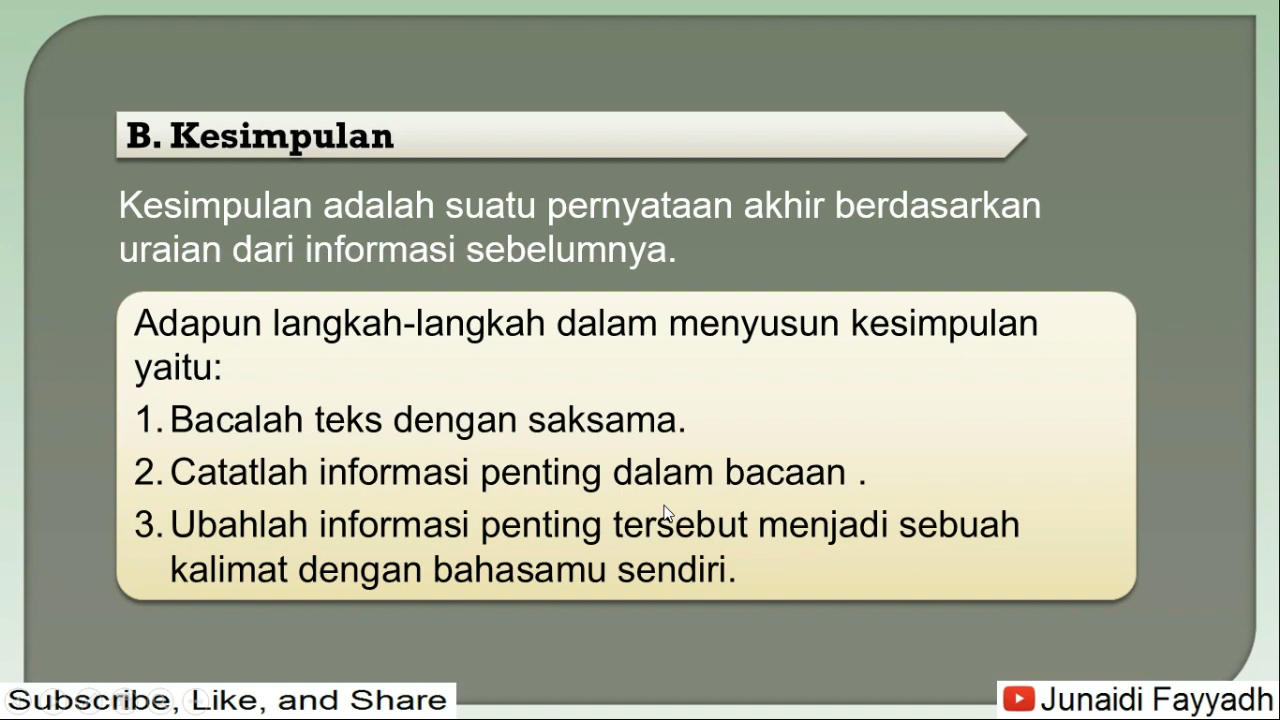 B. Kesimpulan
Kesimpulan adalah suatu pernyataan akhir berdasarkan
uraian dari informasi sebelumnya.
Adapun langkah-langkah dalam menyusun kesimpulan
yaitu:
1. Bacalah teks dengan saksama.
2. Catatlah informasi penting dalam bacaan .
3. Ubahlah informasi penting tersebut menjadi sebuah
kalimat dengan bahasamu sendiri.
Subscribe, Like, and Share
Junaidi Fayyadh